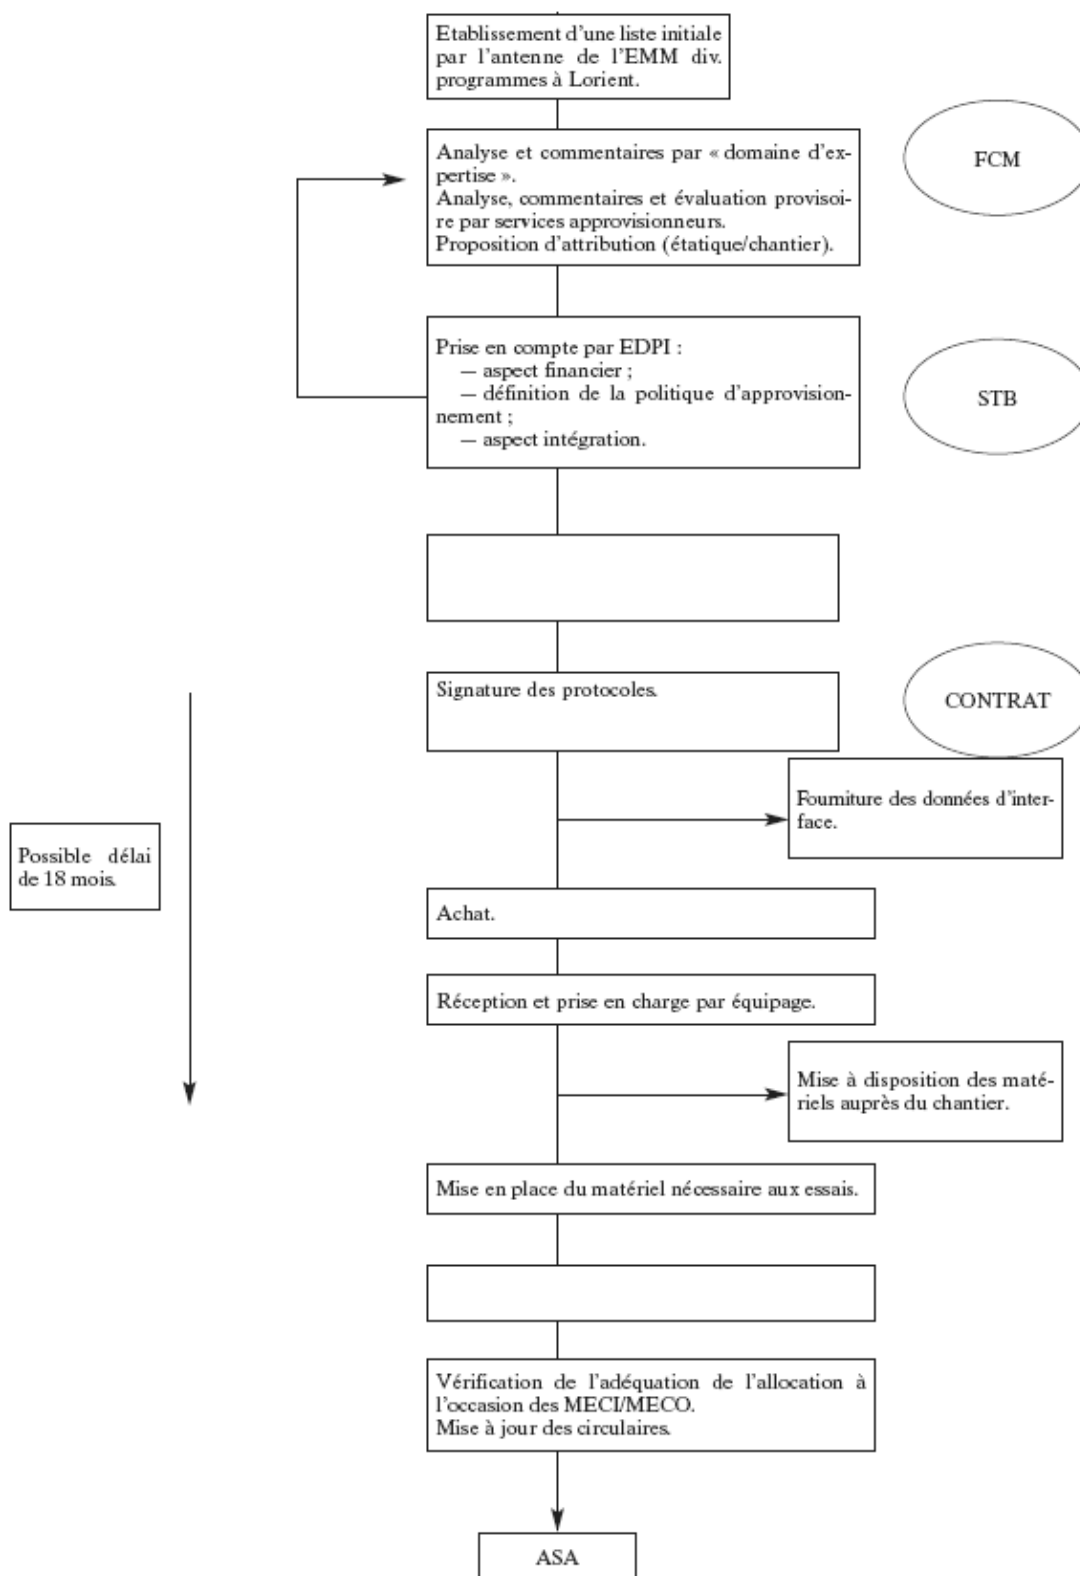 Etablissement d'une liste initiale
par l'antenne de l'EMM div.
programmes à Lorient.
Analyse et commentaires par « domaine d'ex-
pertise ».
Analyse, commentaires et évaluation provisoi-
re par services approvisionneurs.
Proposition d'attribution (étatique/chantier).
FCM
Prise en compte par EDPI :
— aspect financier ;
— définition de la politique d'approvision-
nement ;
— aspect intégration.
STB
Signature des protocoles.
CONTRAT
Fourniture des données d'inter-
face.
Possible délai
de 18 mois.
Achat.
Réception et prise en charge par équipage.
Mise à disposition des maté-
riels auprès du chantier.
Mise en place du matériel nécessaire aux essais.
Vérification de l'adéquation de l'allocation à
l'occasion des MECI/MECO.
Mise à jour des circulaires.
ASA